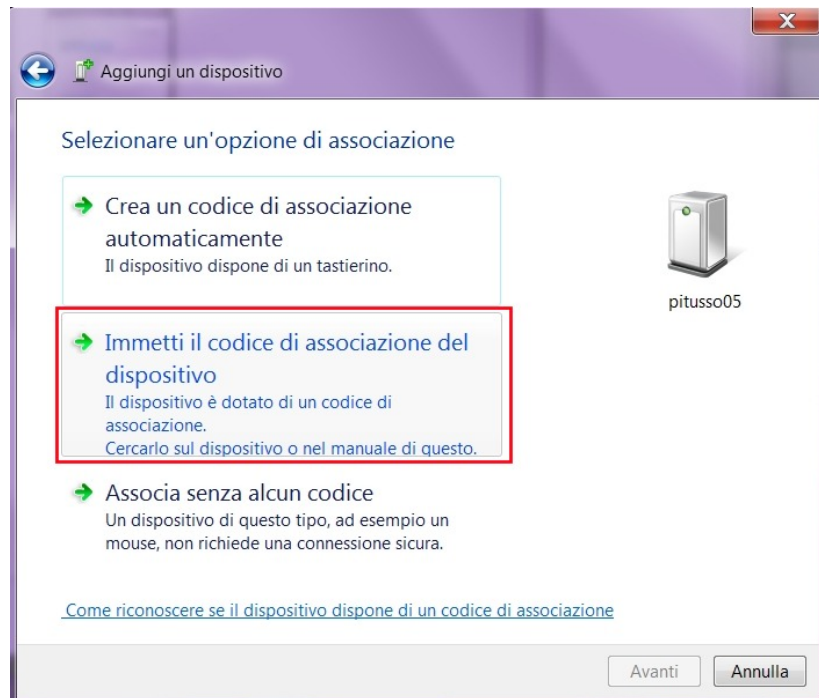 X
Aggiungi un dispositivo
Selezionare un'opzione di associazione
Crea un codice di associazione
automaticamente
Il dispositivo dispone di un tastierino.
pitusso05
Immetti il codice di associazione del
dispositivo
Il dispositivo è dotato di un codice di
associazione.
Cercarlo sul dispositivo o nel manuale di questo.
Associa senza alcun codice
Un dispositivo di questo tipo, ad esempio un
mouse, non richiede una connessione sicura.
Come riconoscere se il dispositivo dispone di un codice di associazione
Avanti
Annulla